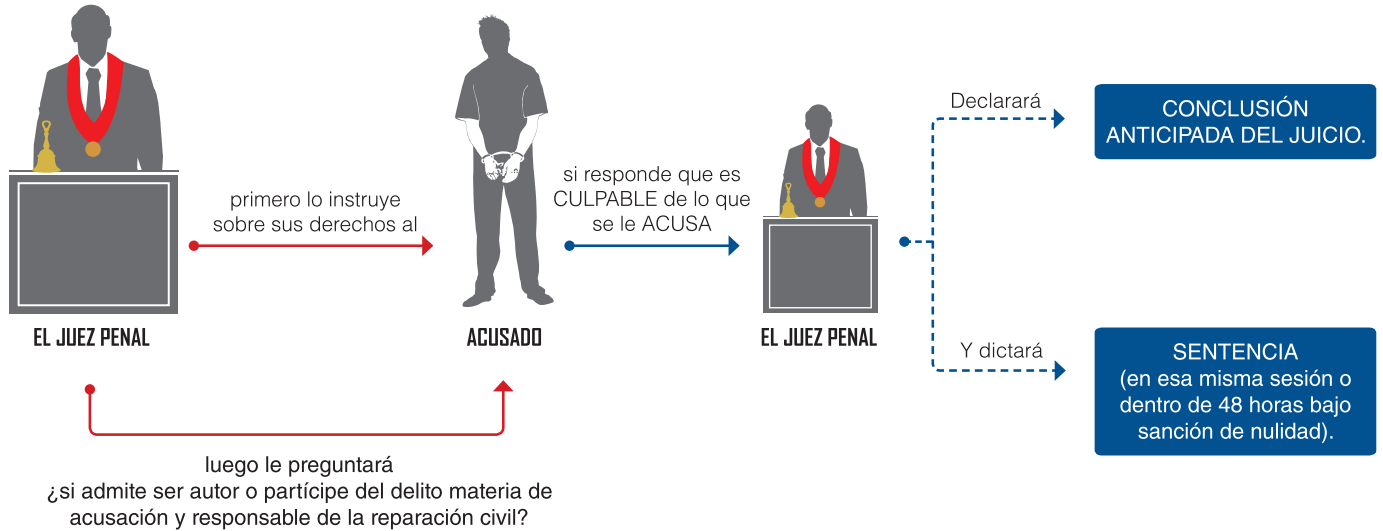 primero lo instruye
sobre sus derechos al
EL JUEZ PENAL
ACUSADO
luego le preguntará
¿si admite ser autor o partícipe del delito materia de
acusación y responsable de la reparación civil?
si responde que es
CULPABLE de lo que
se le ACUSA
EL JUEZ PENAL
Declarará
CONCLUSIÓN
ANTICIPADA DEL JUICIO.
Y dictará
SENTENCIA
(en esa misma sesión o
dentro de 48 horas bajo
sanción de nulidad).